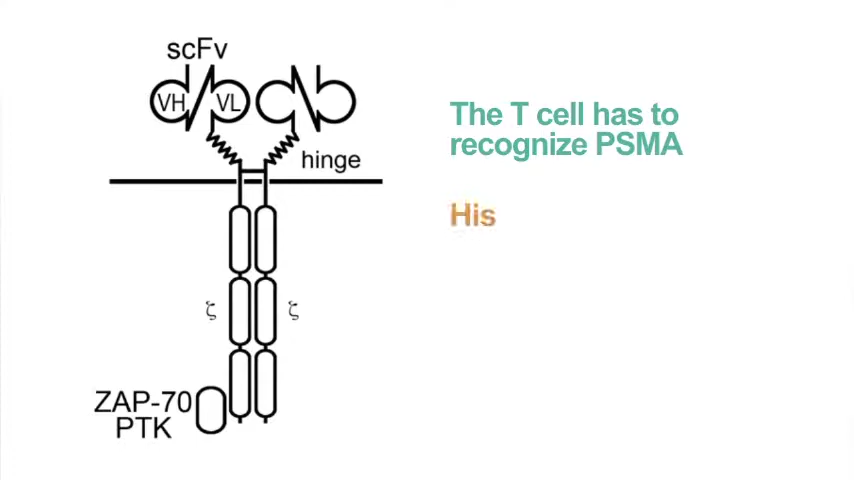 scFv
VH VL
hinge
ζ ζ
ZAP-70
PTK
The T cell has to
recognize PSMA
His